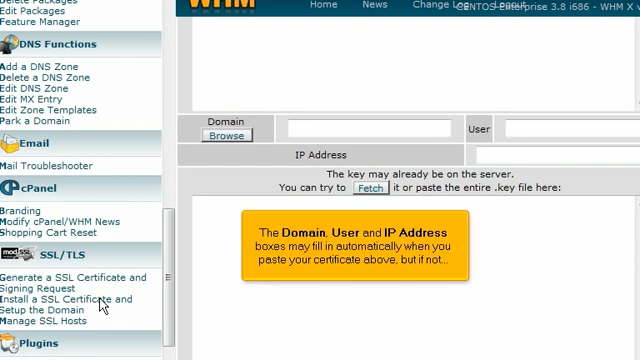 Delete Packages
Edit Packages
Feature Manager
DNS Functions
Add a DNS Zone
Delete a DNS Zone
Edit DNS Zone
Edit MX Entry
Edit Zone Templates
Park a Domain
Email
Mail Troubleshooter
cPanel
Branding
Modify cPanel/WHM News
Shopping Cart Reset
SSL/TLS
Generate a SSL Certificate and
Signing Request
Install a SSL Certificate and
Setup the Domain
Manage SSL Hosts
Plugins
WHM
Home News Change Log Logout
CENTOS Enterprise 3.8 i686 - WHM X v
Domain
Browse
User
IP Address
The key may already be on the server.
You can try to Fetch it or paste the entire .key file here:
The Domain, User and IP Address
boxes may fill in automatically when you
paste your certificate above, but if not...